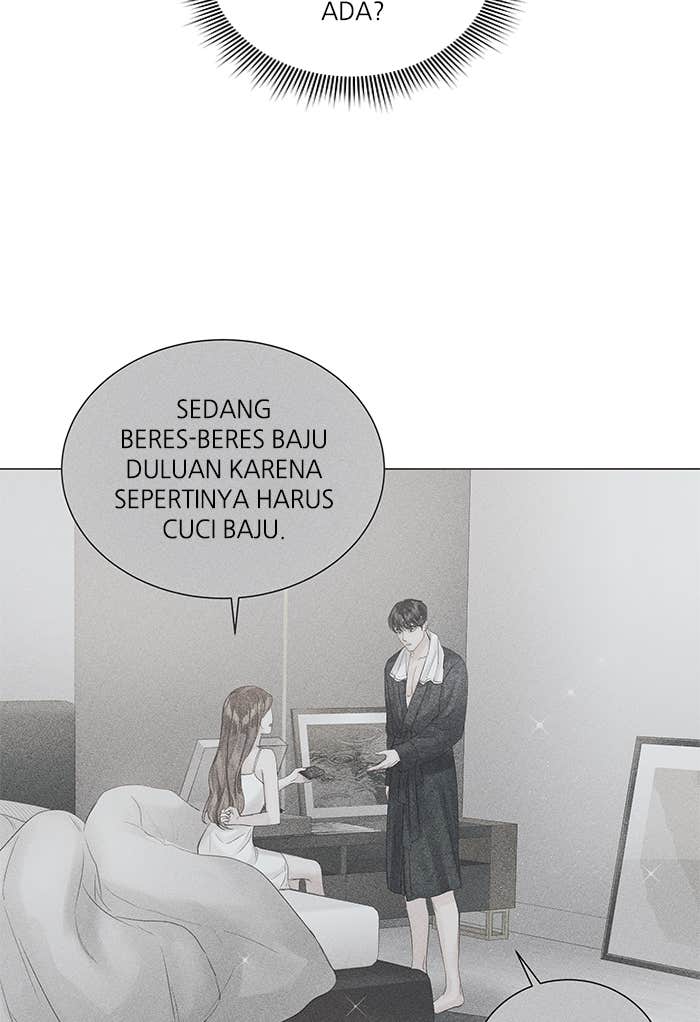 ADA?
SEDANG
BERES-BERES BAJU
DULUAN KARENA
SEPERTINYA HARUS
CUCI BAJU.